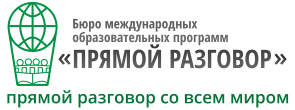 Бюро международных
образовательных программ
«ПРЯМОЙ РАЗГОВОР»
прямой разговор со всем миром